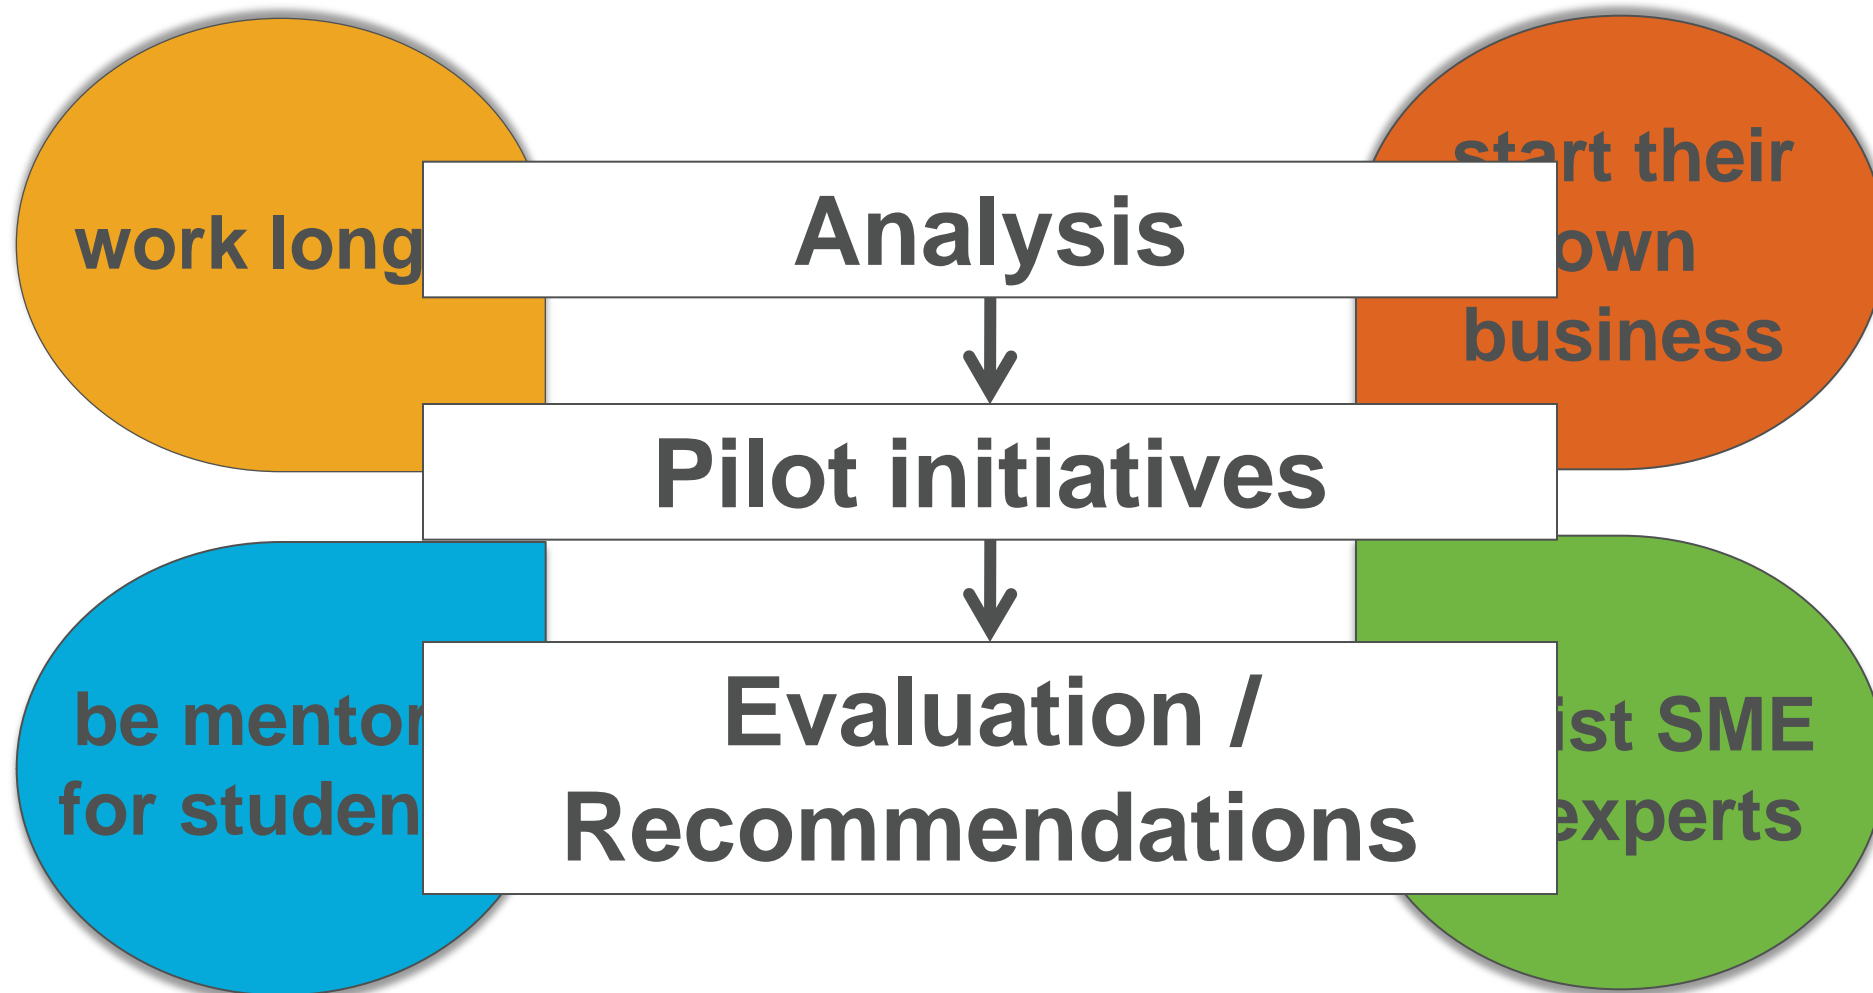 work long
start their
own
business
Analysis
Pilot initiatives
be mentor
for studen
Evaluation /
Recommendations
ist SME
experts